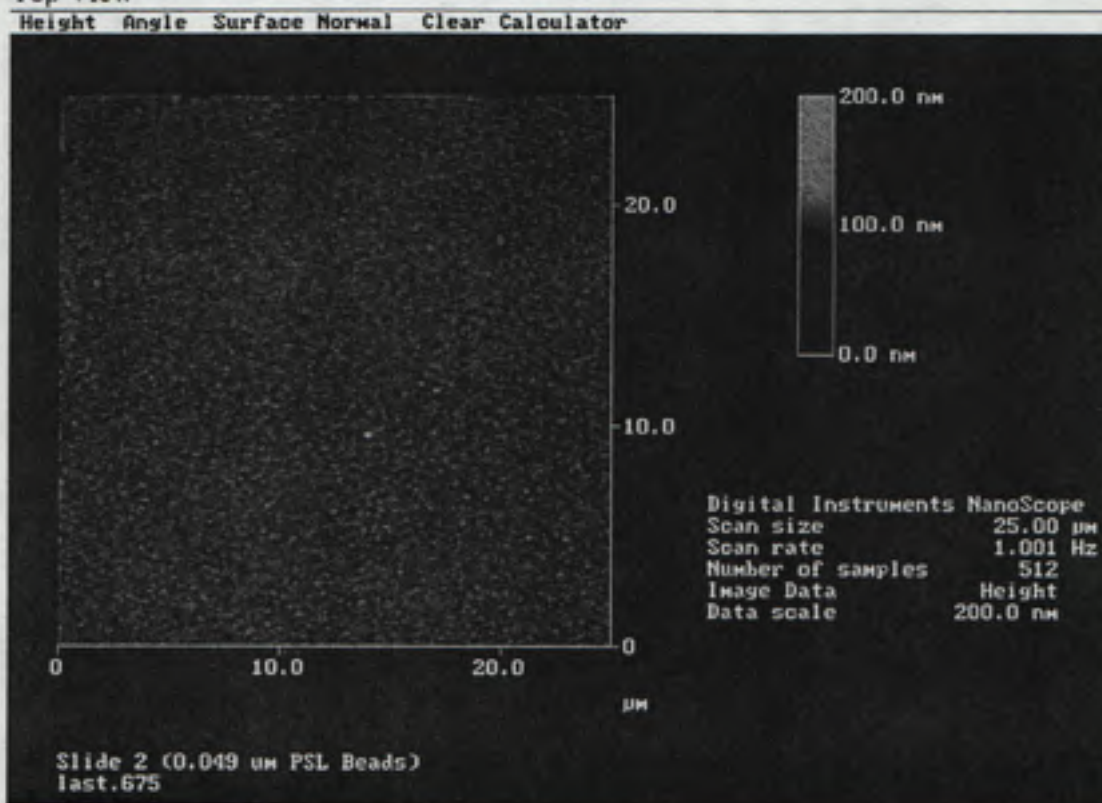 Height Angle Surface Normal Clear Calculator
200.0 nm
100.0 nm
0.0 nm
20.0
10.0
0
0 10.0 20.0
μm
Digital Instruments NanoScope
Scan size 25.00 μm
Scan rate 1.001 Hz
Number of samples 512
Image Data Height
Data scale 200.0 nm
Slide 2 (0.049 um PSL Beads)
last.675